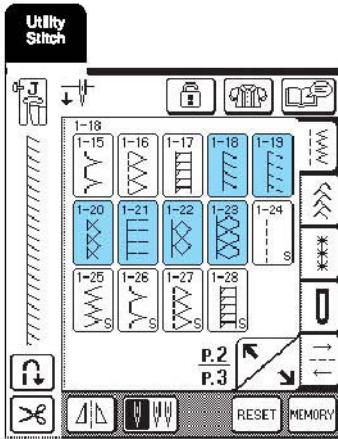 Utility
Stitch
J
1-18
1-15 1-16 1-17 1-18 1-19
1-20 1-21 1-22 1-23 1-24
S
1-25 1-26 1-27 1-28
S S S S
P.2
P.3
RESET MEMORY